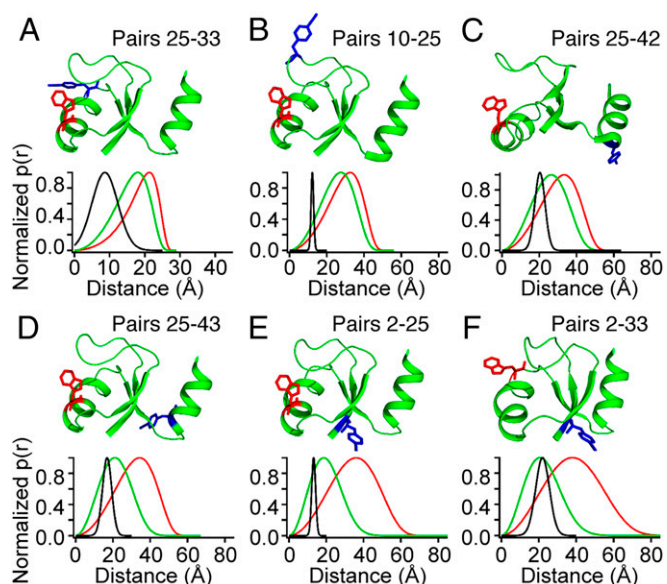 A Pairs 25-33 B Pairs 10-25 C Pairs 25-42
Normalized p(r)
0.8 0.4 0.0 0.8 0.4 0.0 0.8 0.4 0.0
0 20 40 0 20 40 60 80 0 20 40 60 80
Distance (Å) Distance (Å) Distance (Å)
D Pairs 25-43 E Pairs 2-25 F Pairs 2-33
Normalized p(r)
0.8 0.4 0.0 0.8 0.4 0.0 0.8 0.4 0.0
0 20 40 60 80 0 20 40 60 80 0 20 40 60 80
Distance (Å) Distance (Å) Distance (Å)